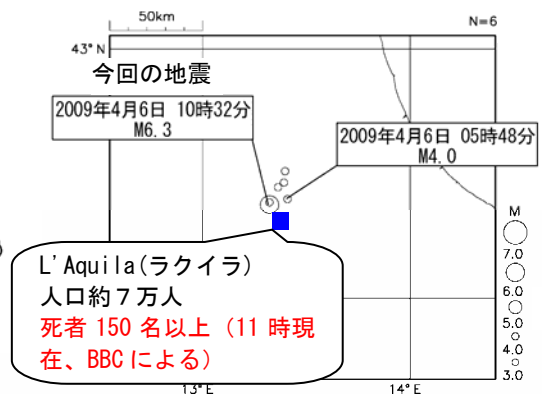 50km
N=6
43°N
今回の地震
2009年4月6日 10時32分
M6.3
2009年4月6日 05時48分
M4.0
L'Aquila(ラクイラ)
人口約７万人
死者 150 名以上（11 時現
在、BBC による）
M
7.0
6.0
5.0
4.0
3.0
13°E
14°E